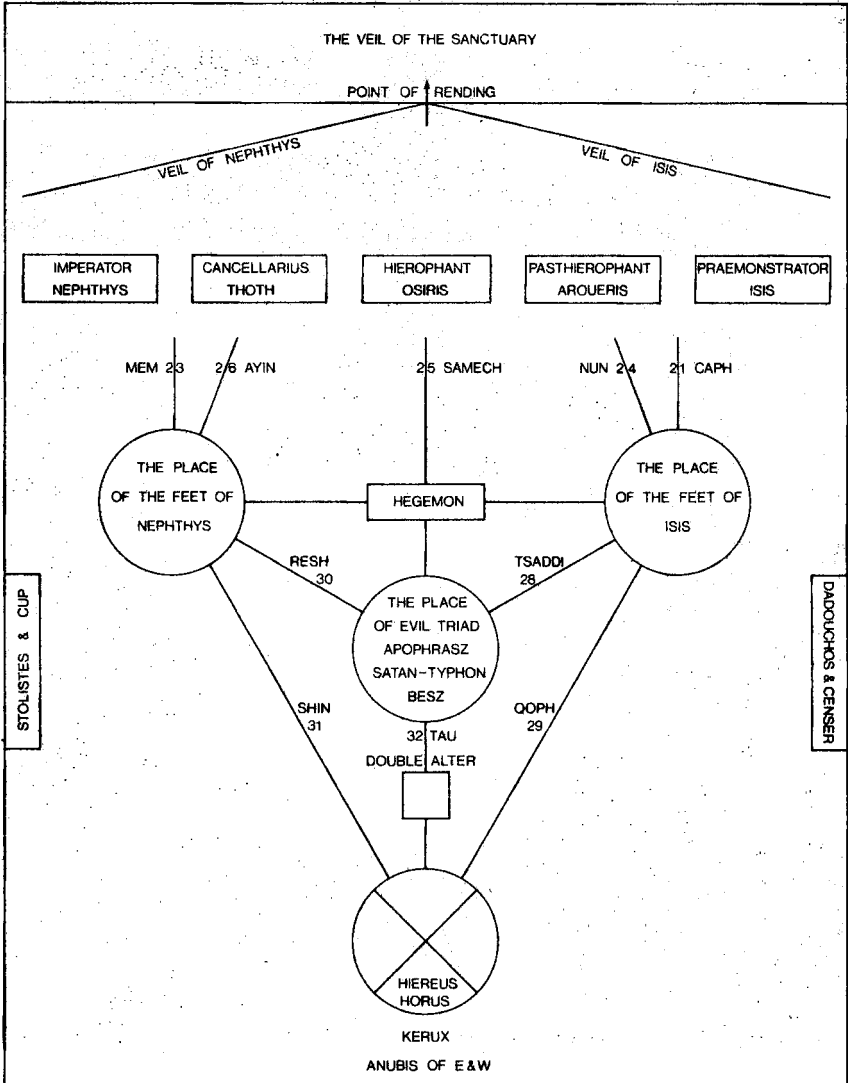 THE VEIL OF THE SANCTUARY
POINT OF RENDING
VEIL OF NEPHTHYS
VEIL OF ISIS
IMPERATOR
NEPHTHYS
CANCELLARIUS
THOTH
HIEROPHANT
OSIRIS
PASTHIEROPHANT
AROUERIS
PRAEMONSTRATOR
ISIS
MEM 23
26 AYIN
25 SAMECH
NUN 24
21 CAPH
THE PLACE
OF THE FEET OF
NEPHTHYS
HEGEMON
THE PLACE
OF THE FEET OF
ISIS
RESH
30
TSADDI
28
THE PLACE
OF EVIL TRIAD
APOPHRASZ
SATAN-TYPHON
BESZ
STOLISTES & CUP
DADOUCHOS & CENSER
SHIN
31
QOPH
29
32 TAU
DOUBLE ALTER
HIEREUS
HORUS
KERUX
ANUBIS OF E & W